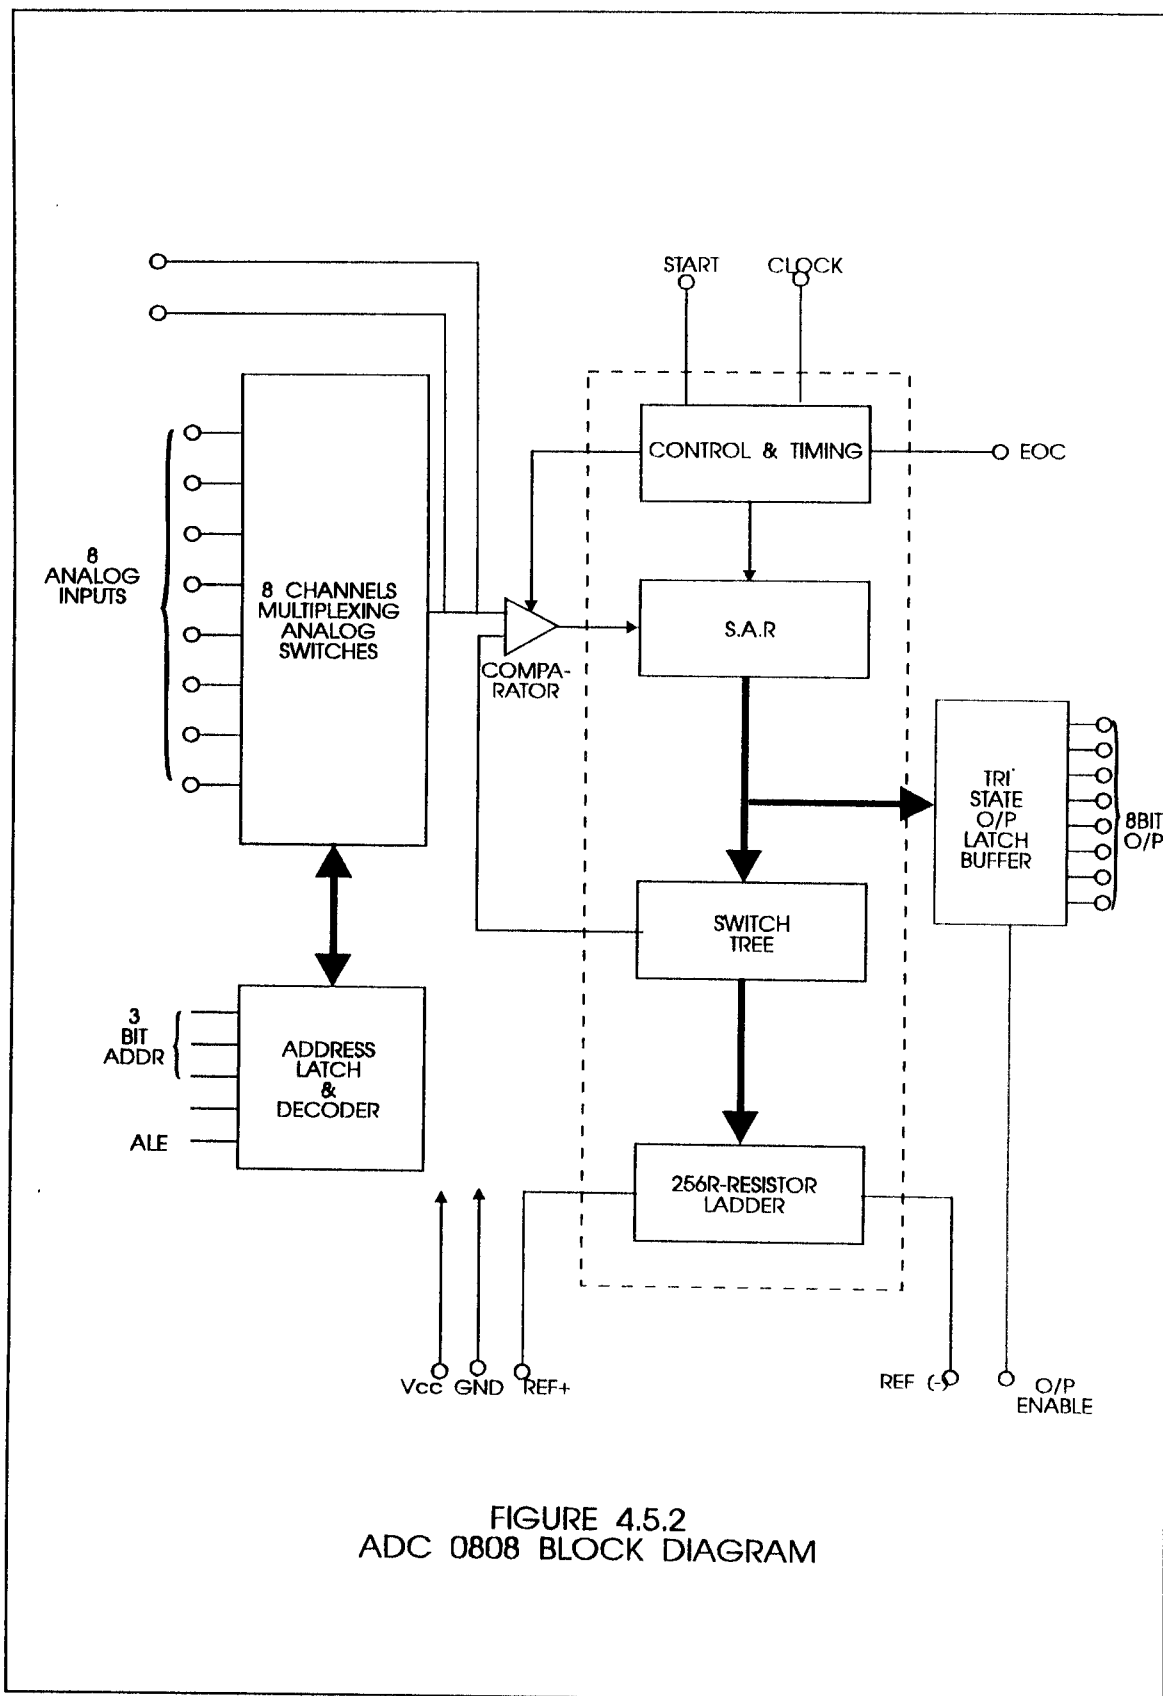 START
CLOCK
CONTROL & TIMING
EOC
8
ANALOG
INPUTS
8 CHANNELS
MULTIPLEXING
ANALOG
SWITCHES
S.A.R
COMPA-
RATOR
TRI
STATE
O/P
LATCH
BUFFER
8BIT
O/P
SWITCH
TREE
3
BIT
ADDR
ALE
ADDRESS
LATCH
&
DECODER
256R-RESISTOR
LADDER
Vcc
GND
REF+
REF (-)
O/P
ENABLE
FIGURE 4.5.2
ADC 0808 BLOCK DIAGRAM